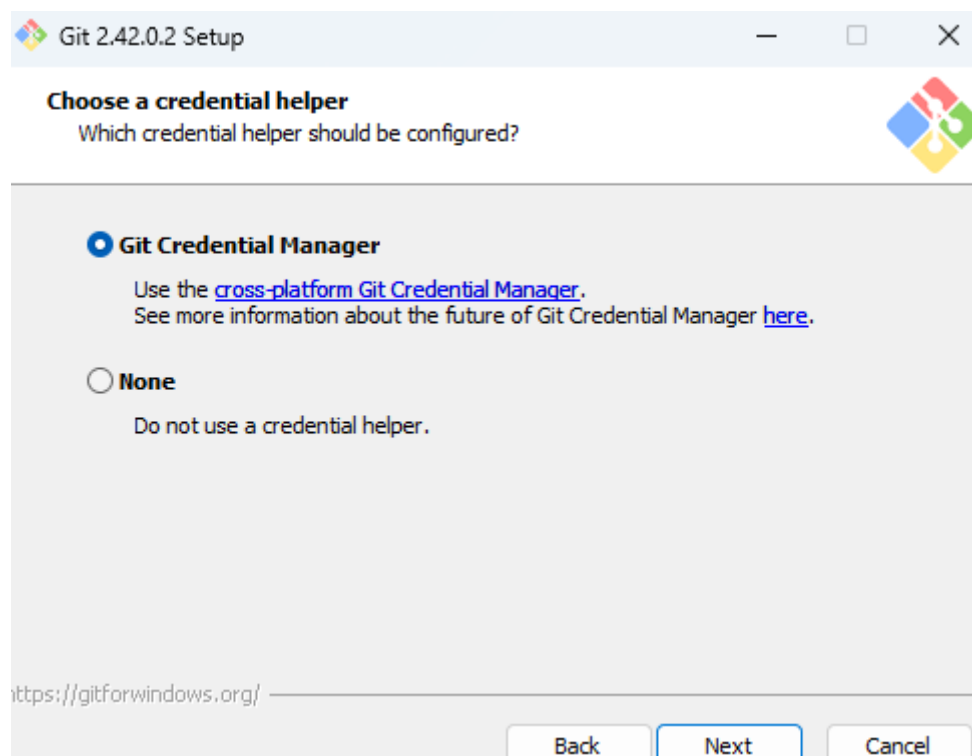 Git 2.42.0.2 Setup
Choose a credential helper
Which credential helper should be configured?
Git Credential Manager
Use the cross-platform Git Credential Manager.
See more information about the future of Git Credential Manager here.
None
Do not use a credential helper.
ttps://gitforwindows.org/
Back Next Cancel